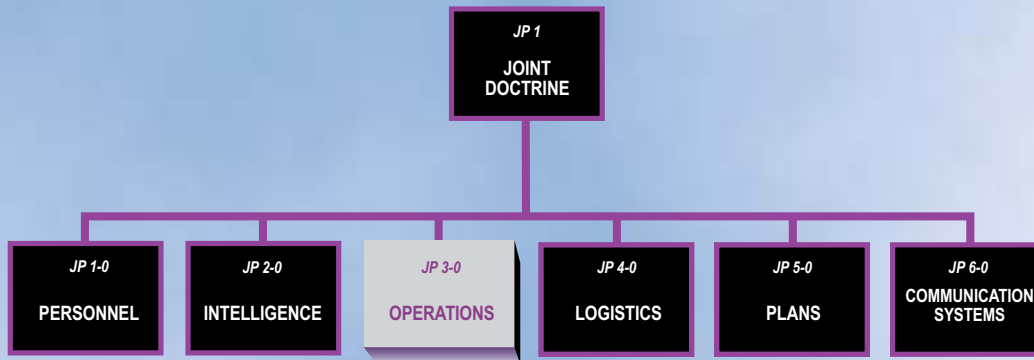 JP 1
JOINT
DOCTRINE
JP 1-0
PERSONNEL
JP 2-0
INTELLIGENCE
JP 3-0
OPERATIONS
JP 4-0
LOGISTICS
JP 5-0
PLANS
JP 6-0
COMMUNICATION
SYSTEMS